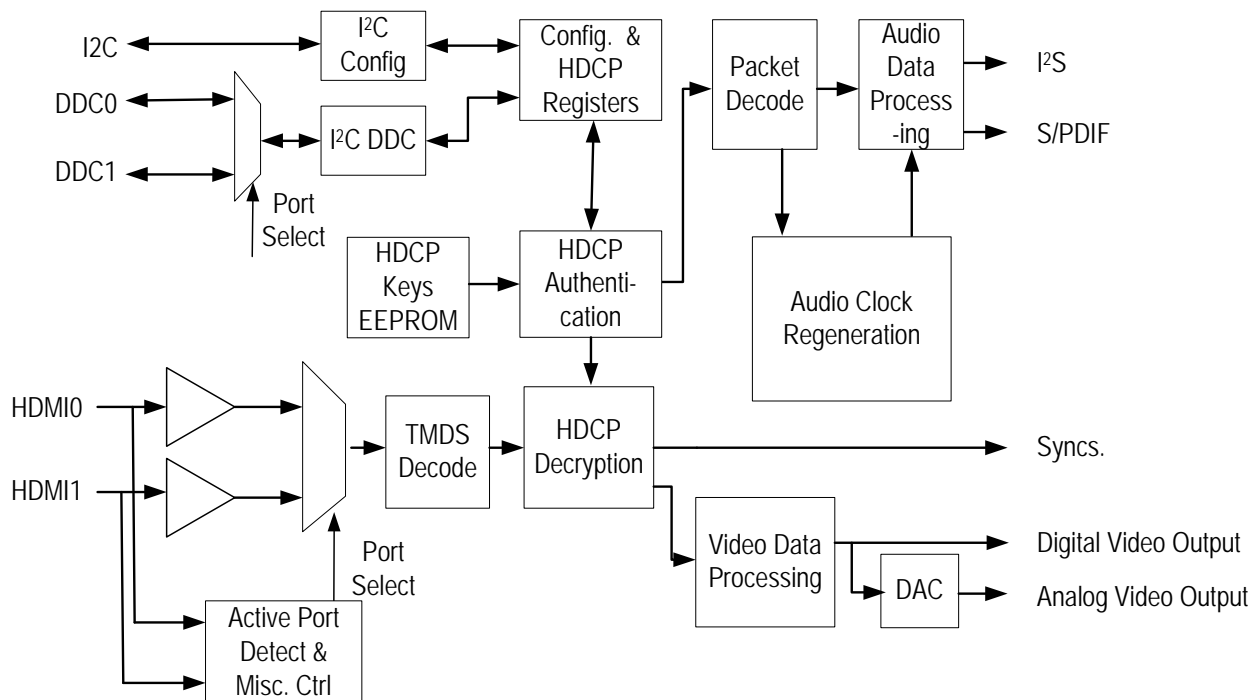 I2C
I²C
Config
Config. &
HDCP
Registers
Packet
Decode
Audio
Data
Process
-ing
I²S
S/PDIF
DDC0
DDC1
I²C DDC
Port
Select
HDCP
Keys
EEPROM
HDCP
Authenti-
cation
Audio Clock
Regeneration
HDMI0
HDMI1
TMDS
Decode
HDCP
Decryption
Syncs.
Port
Select
Video Data
Processing
Digital Video Output
DAC
Analog Video Output
Active Port
Detect &
Misc. Ctrl